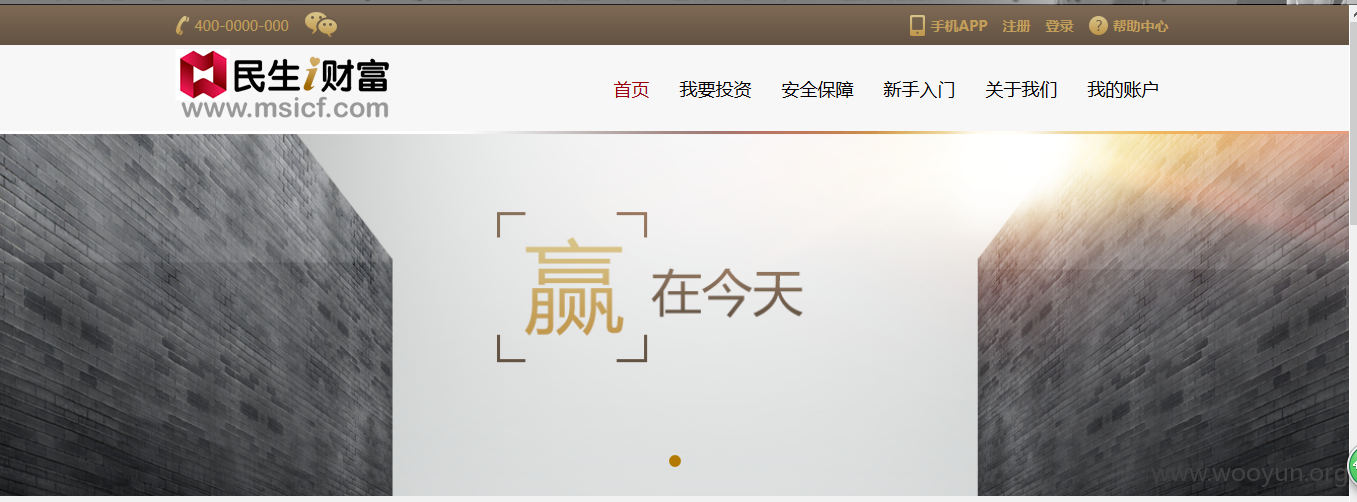 400-0000-000 手机APP 注册 登录 ? 帮助中心
民生i财富
www.msicf.com
首页 我要投资 安全保障 新手入门 关于我们 我的账户
赢在今天
www.wooyun.org